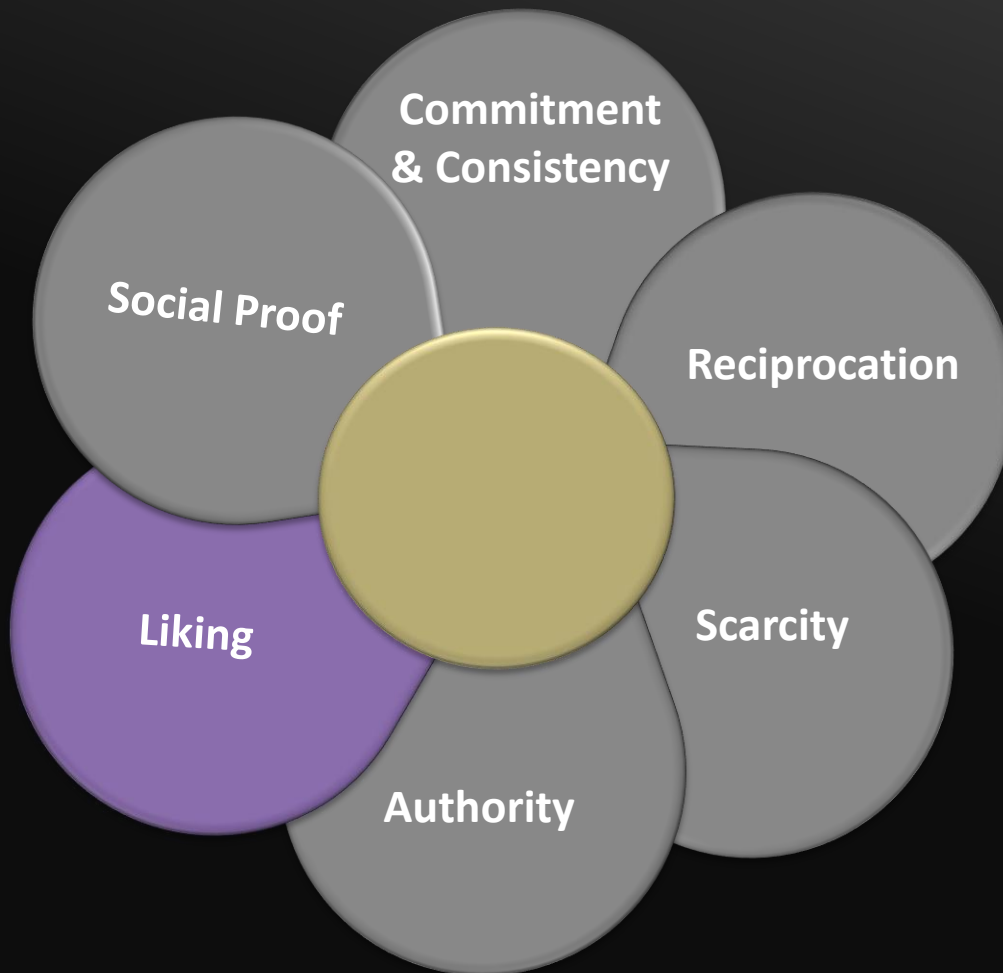 Commitment
& Consistency
Social Proof
Reciprocation
Liking
Scarcity
Authority